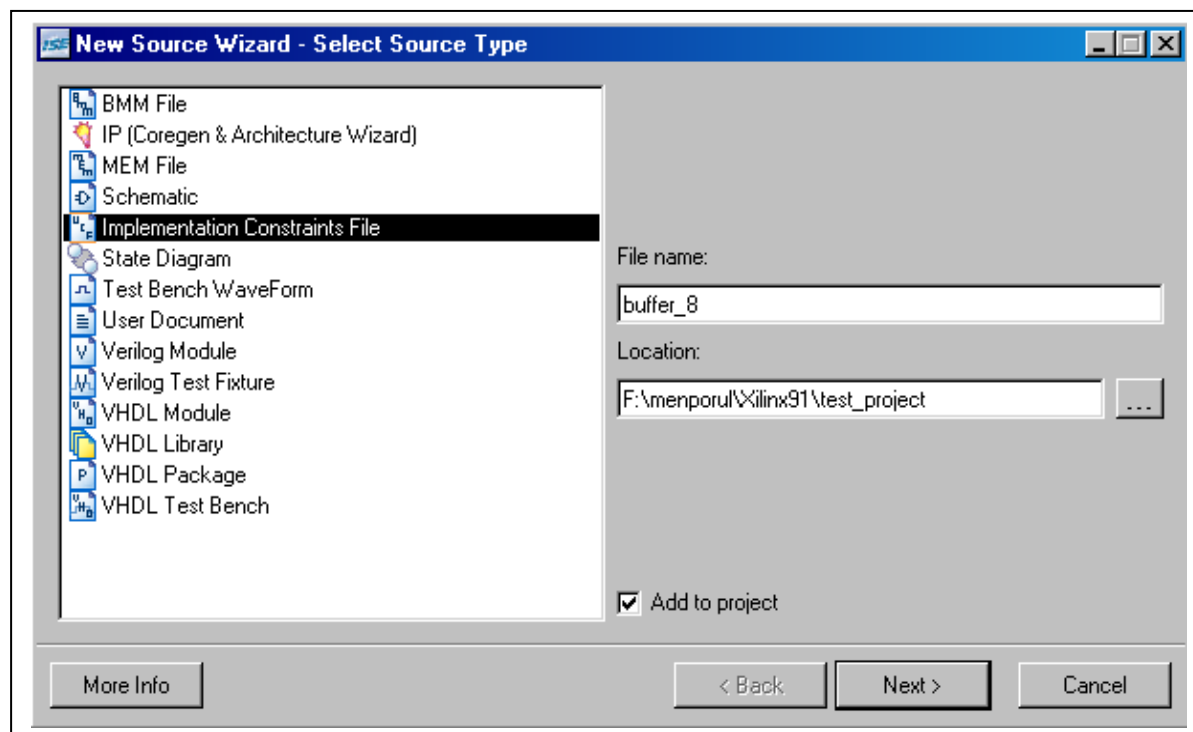 ISE New Source Wizard - Select Source Type
BMM File
IP (Coregen & Architecture Wizard)
MEM File
Schematic
Implementation Constraints File
State Diagram
Test Bench WaveForm
User Document
Verilog Module
Verilog Test Fixture
VHDL Module
VHDL Library
VHDL Package
VHDL Test Bench
File name:
buffer_8
Location:
F:\menporul\Xilinx91\test_project
...
Add to project
More Info
< Back
Next >
Cancel